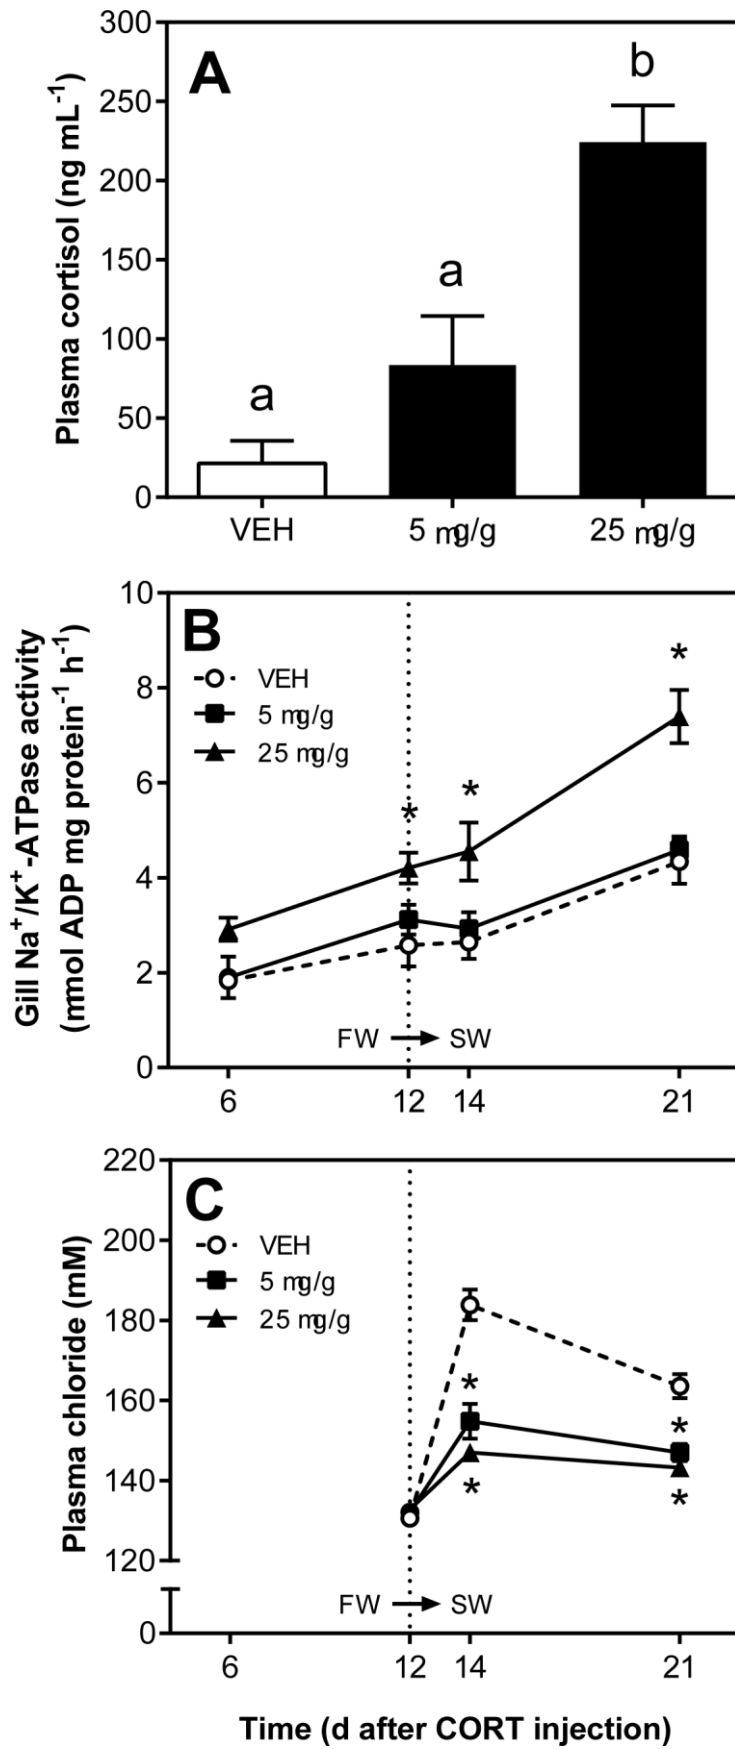 A
Plasma cortisol (ng mL⁻¹)
300
250
200
150
100
50
0
a
a
b
VEH
5 mg/g
25 mg/g
B
Gill Na⁺/K⁺-ATPase activity
(mmol ADP mg protein⁻¹ h⁻¹)
10
8
6
4
2
0
VEH
5 mg/g
25 mg/g
*
*
*
FW → SW
6
12
14
21
C
Plasma chloride (mM)
220
200
180
160
140
120
0
VEH
5 mg/g
25 mg/g
*
*
*
*
FW → SW
6
12
14
21
Time (d after CORT injection)